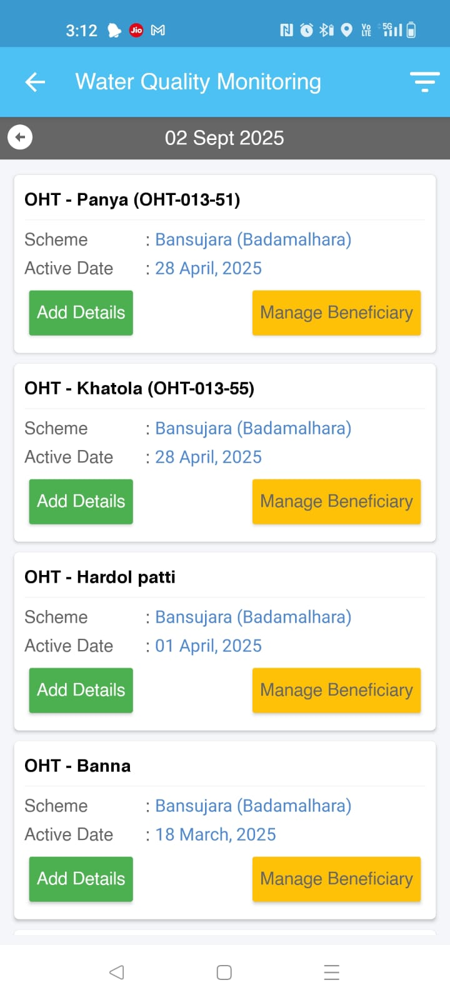 3:12 Jio Vo LTE 5G
Water Quality Monitoring
02 Sept 2025
OHT - Panya (OHT-013-51)
Scheme : Bansujara (Badamalhara)
Active Date : 28 April, 2025
Add Details Manage Beneficiary
OHT - Khatola (OHT-013-55)
Scheme : Bansujara (Badamalhara)
Active Date : 28 April, 2025
Add Details Manage Beneficiary
OHT - Hardol patti
Scheme : Bansujara (Badamalhara)
Active Date : 01 April, 2025
Add Details Manage Beneficiary
OHT - Banna
Scheme : Bansujara (Badamalhara)
Active Date : 18 March, 2025
Add Details Manage Beneficiary